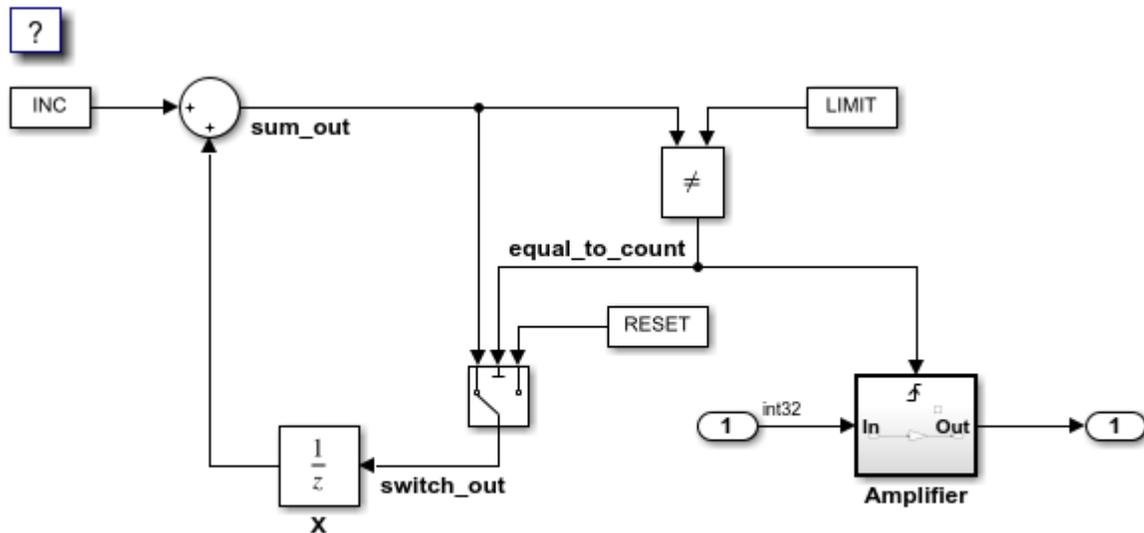 ?
INC
+
+
sum_out
LIMIT
≠
equal_to_count
RESET
1
z
X
switch_out
1
int32
In
Out
1
Amplifier